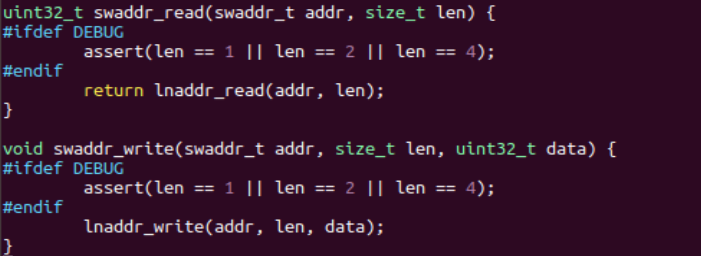 uint32_t swaddr_read(swaddr_t addr, size_t len) {
#ifdef DEBUG
        assert(len == 1 || len == 2 || len == 4);
#endif
        return lnaddr_read(addr, len);
}

void swaddr_write(swaddr_t addr, size_t len, uint32_t data) {
#ifdef DEBUG
        assert(len == 1 || len == 2 || len == 4);
#endif
        lnaddr_write(addr, len, data);
}